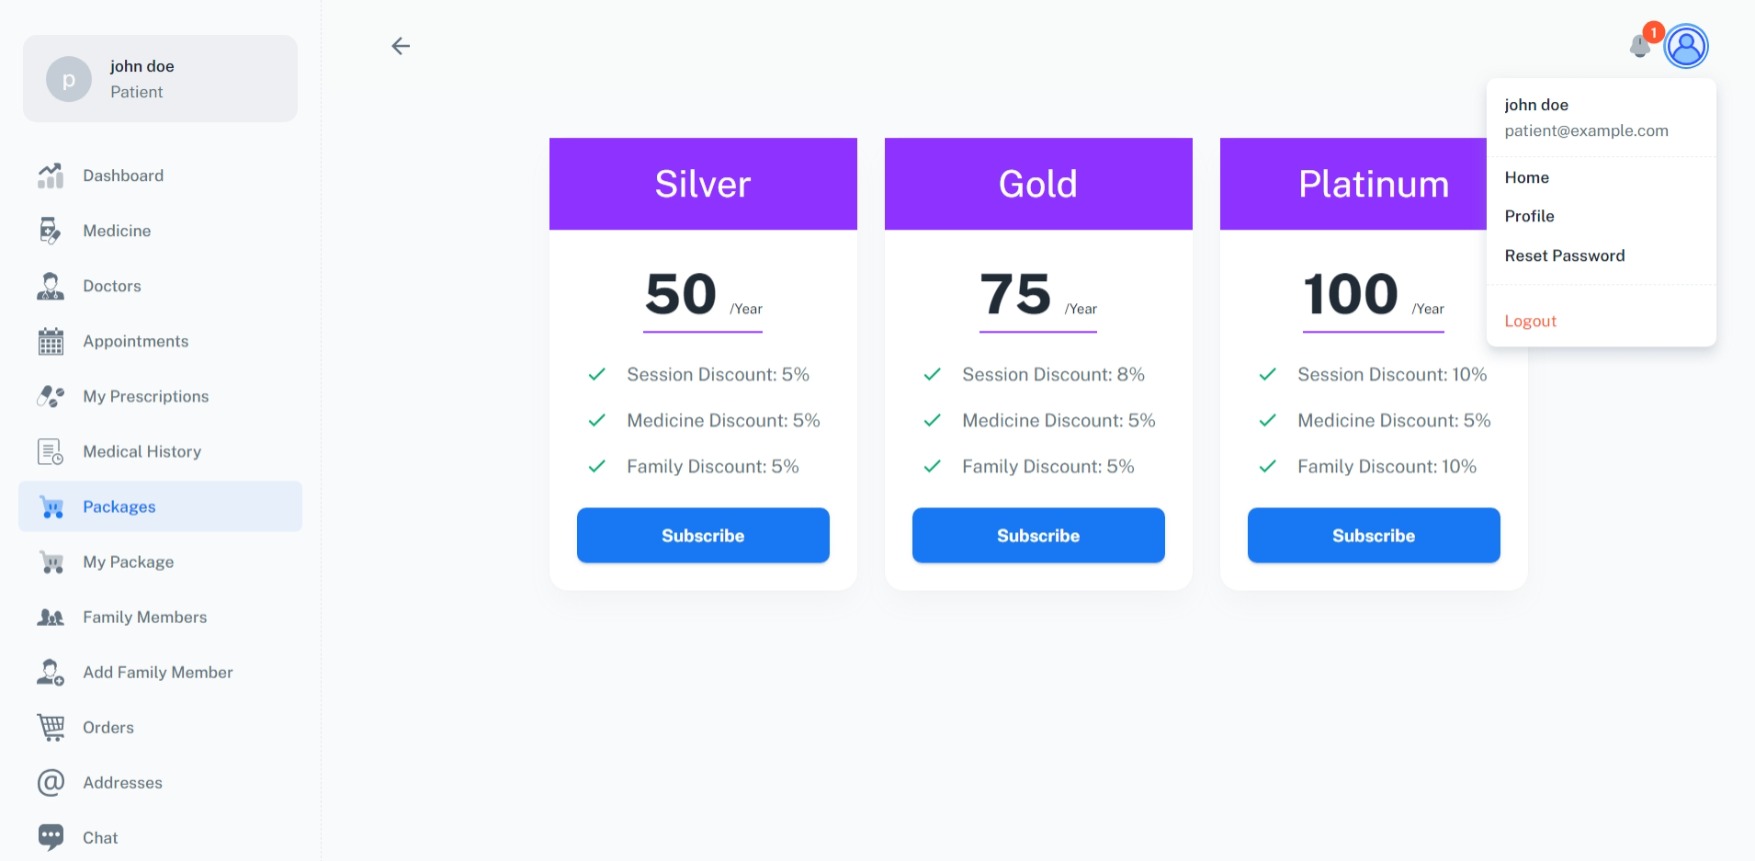 p
john doe
Patient
Dashboard
Medicine
Doctors
Appointments
My Prescriptions
Medical History
Packages
My Package
Family Members
Add Family Member
Orders
@ Addresses
Chat
1
john doe
patient@example.com
Home
Profile
Reset Password
Logout
Silver
50 /Year
Session Discount: 5%
Medicine Discount: 5%
Family Discount: 5%
Subscribe
Gold
75 /Year
Session Discount: 8%
Medicine Discount: 5%
Family Discount: 5%
Subscribe
Platinum
100 /Year
Session Discount: 10%
Medicine Discount: 5%
Family Discount: 10%
Subscribe